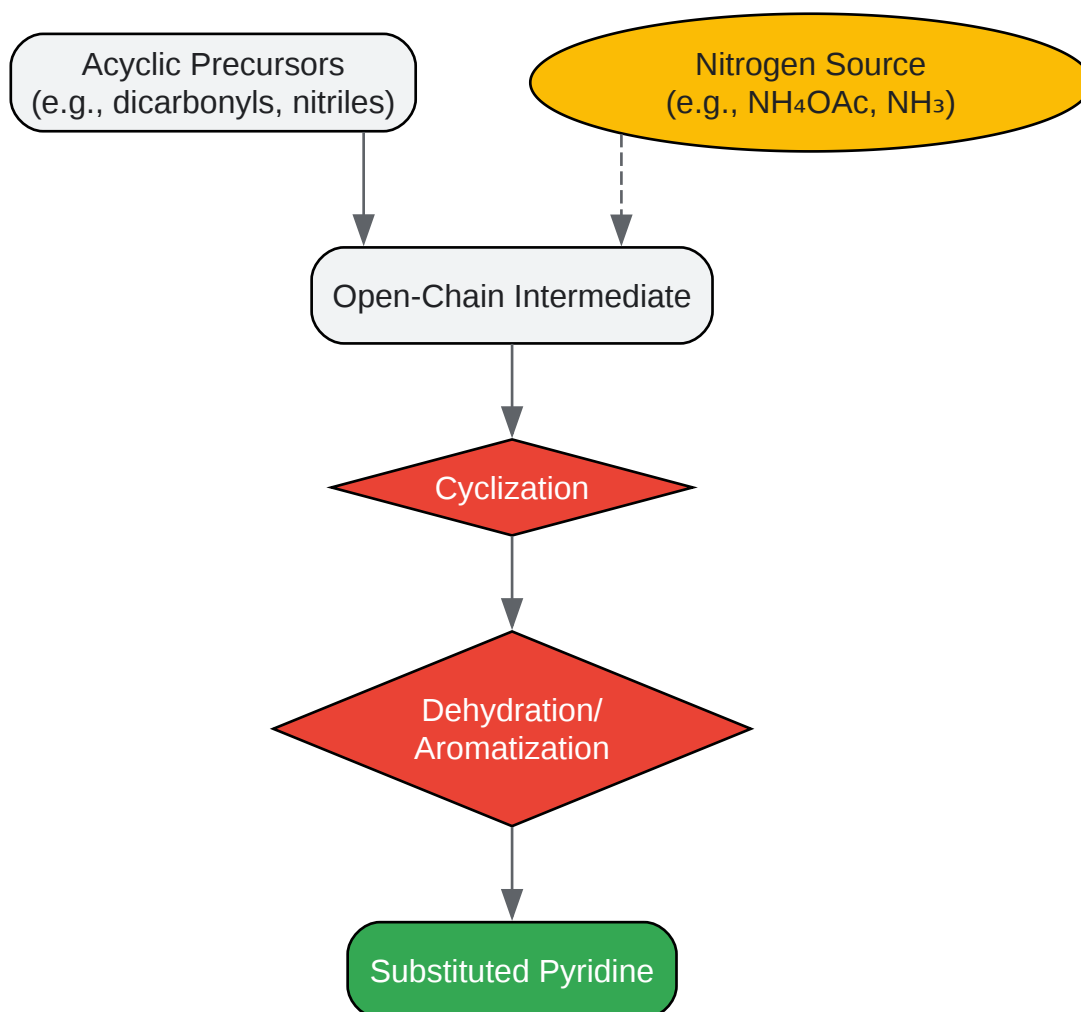 Acyclic Precursors
(e.g., dicarbonyls, nitriles)
Nitrogen Source
(e.g., NH₄OAc, NH₃)
Open-Chain Intermediate
Cyclization
Dehydration/
Aromatization
Substituted Pyridine